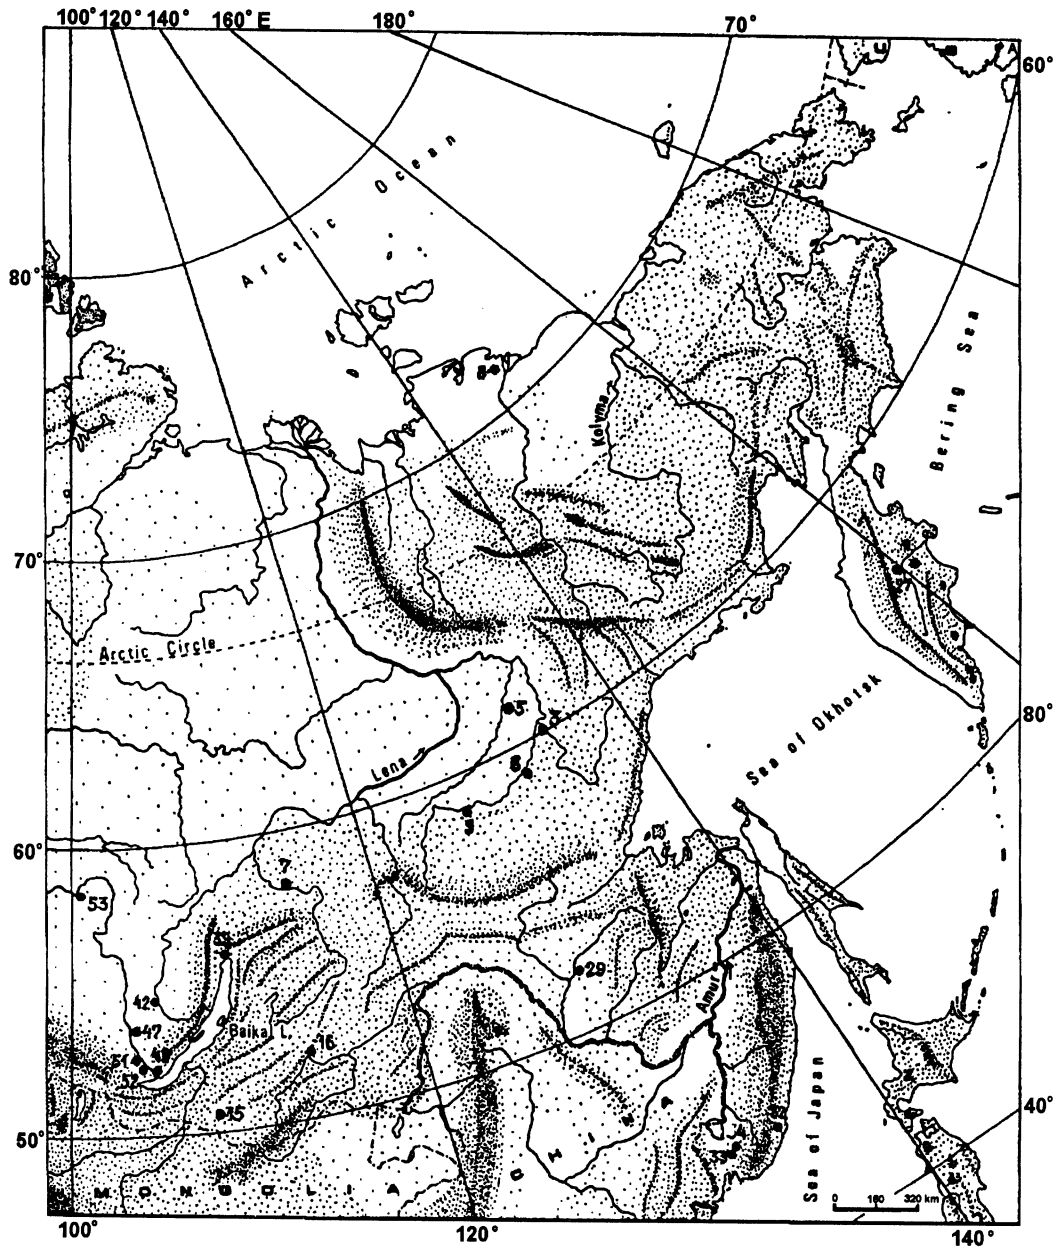 100° 120° 140° 160° E 180° 70°
60°
A
Arctic Ocean
80°
Bering Sea
Kolyma
70°
Arctic Circle
Sea of Okhotsk
80°
Lena
60°
7
53
29
42
Amur
47
Baikal L.
16
35
Sea of Japan
40°
50°
CHINA
MONGOLIA
0 160 320 km
100° 120° 140°